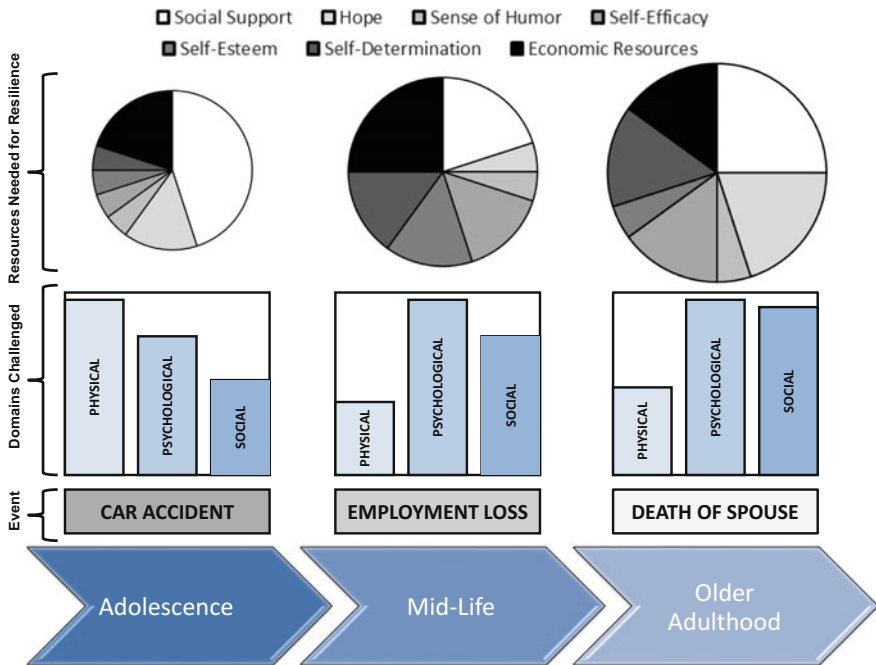 Social Support Hope Sense of Humor Self-Efficacy
Self-Esteem Self-Determination Economic Resources
Resources Needed for Resilience
Domains Challenged
PHYSICAL
PSYCHOLOGICAL
SOCIAL
PHYSICAL
PSYCHOLOGICAL
SOCIAL
PHYSICAL
PSYCHOLOGICAL
SOCIAL
Event
CAR ACCIDENT
EMPLOYMENT LOSS
DEATH OF SPOUSE
Adolescence
Mid-Life
Older
Adulthood